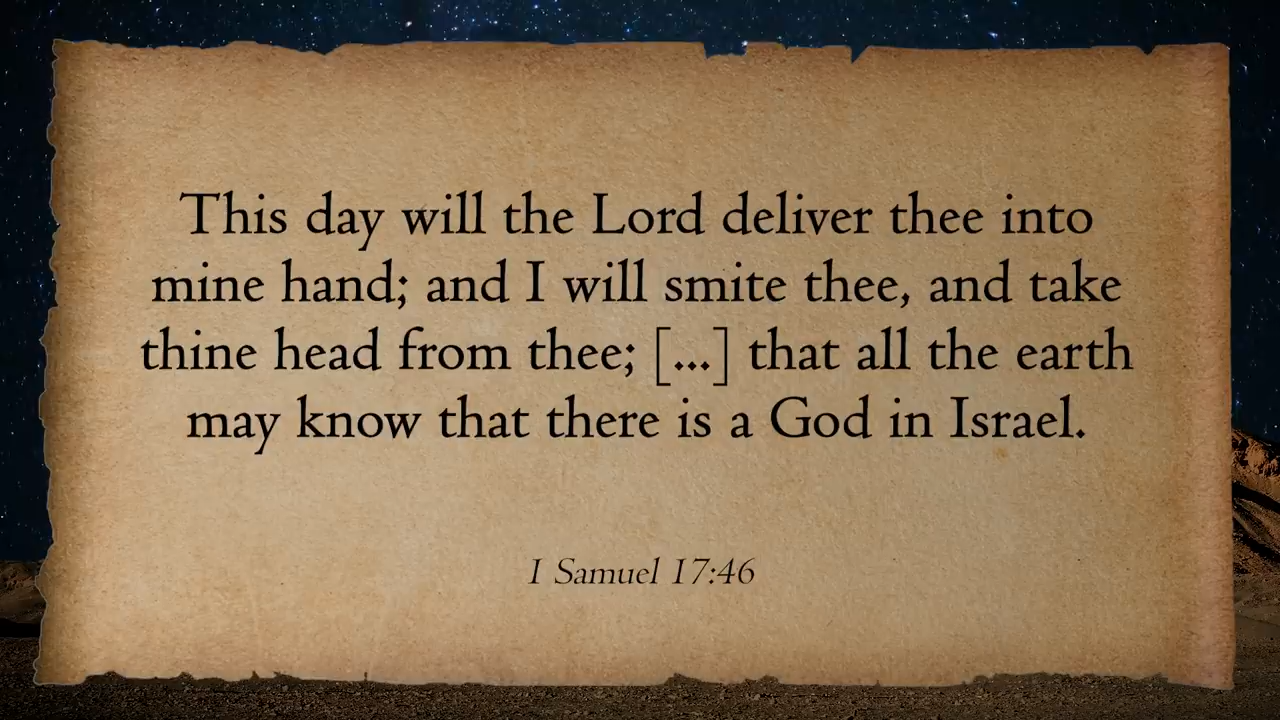 This day will the Lord deliver thee into
mine hand; and I will smite thee, and take
thine head from thee; [...] that all the earth
may know that there is a God in Israel.
1 Samuel 17:46